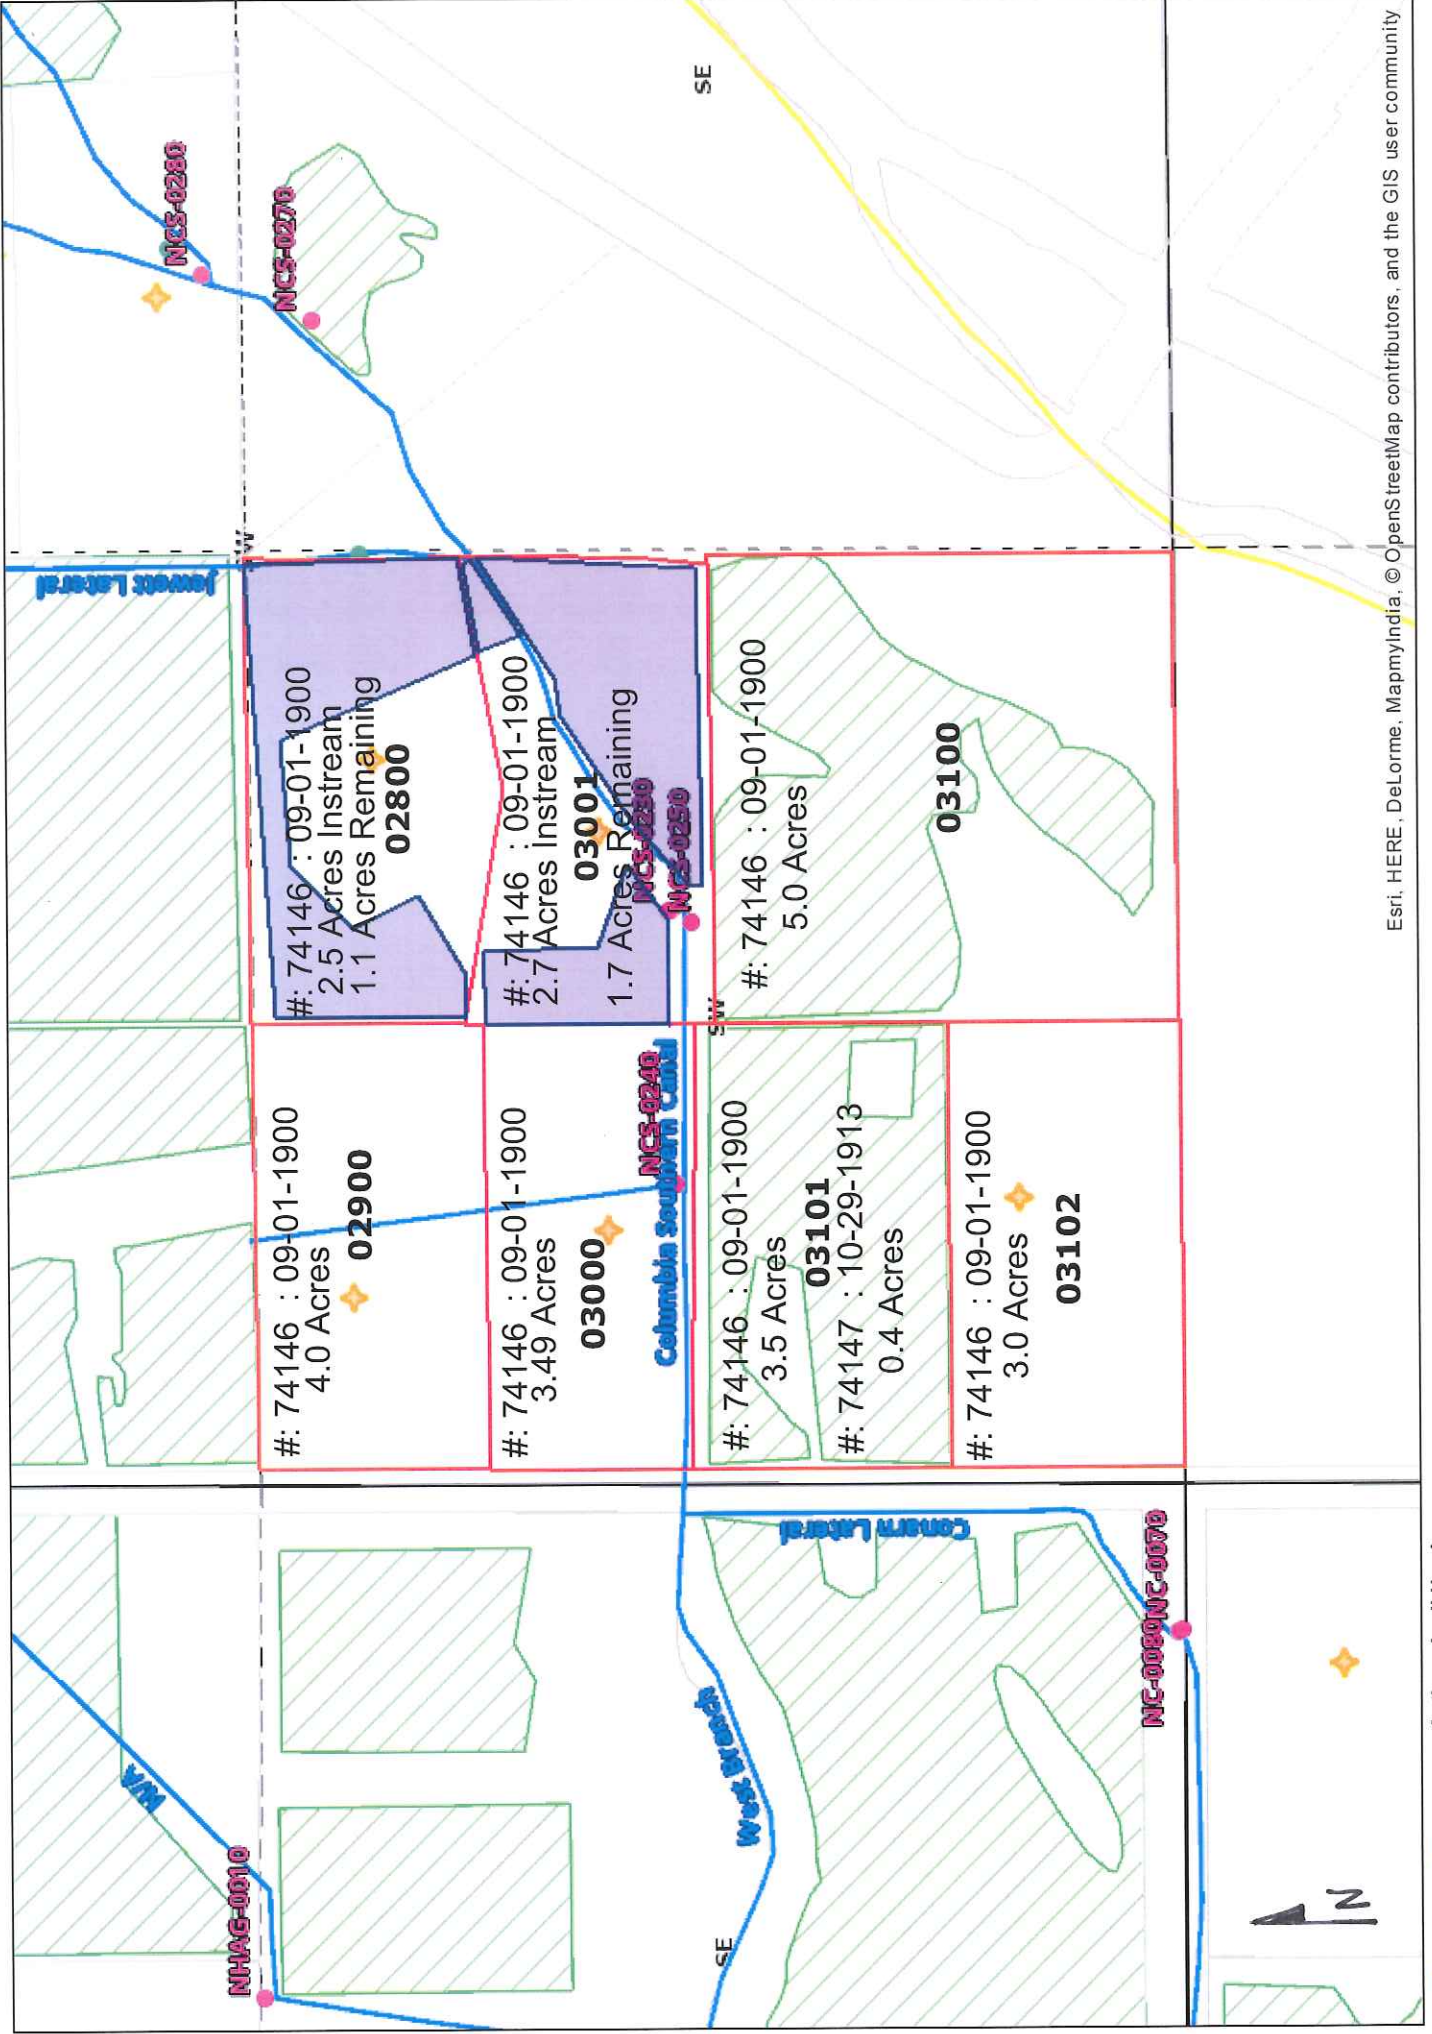 NCS-0280
NCS-0270
SE
Jewett Lateral
W
#: 74146 : 09-01-1900
2.5 Acres Instream
1.1 Acres Remaining
02800
#: 74146 : 09-01-1900
2.7 Acres Instream
03001
1.7 Acres Remaining
NCS-0230
NCS-0250
#: 74146 : 09-01-1900
5.0 Acres
03100
SW
#: 74146 : 09-01-1900
4.0 Acres
02900
#: 74146 : 09-01-1900
3.49 Acres
03000
NCS-0240
Columbia Southern Canal
#: 74146 : 09-01-1900
3.5 Acres
03101
#: 74147 : 10-29-1913
0.4 Acres
#: 74146 : 09-01-1900
3.0 Acres
03102
Conarn Lateral
NC-0080
NC-0070
West Branch
SE
N/A
NHAG-0010
N
Esri, HERE, DeLorme, MapmyIndia, © OpenStreetMap contributors, and the GIS user community